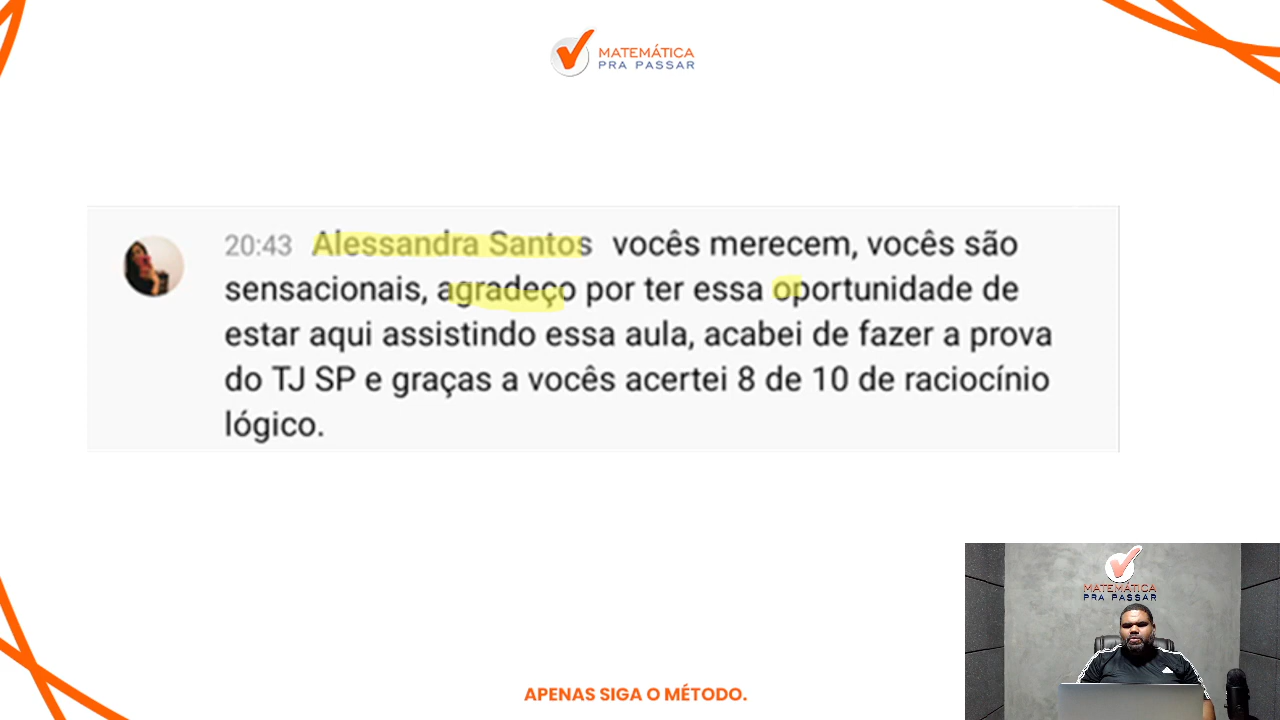 MATEMÁTICA
PRA PASSAR
20:43 Alessandra Santos vocês merecem, vocês são
sensacionais, agradeço por ter essa oportunidade de
estar aqui assistindo essa aula, acabei de fazer a prova
do TJ SP e graças a vocês acertei 8 de 10 de raciocínio
lógico.
MATEMÁTICA
PRA PASSAR
APENAS SIGA O MÉTODO.